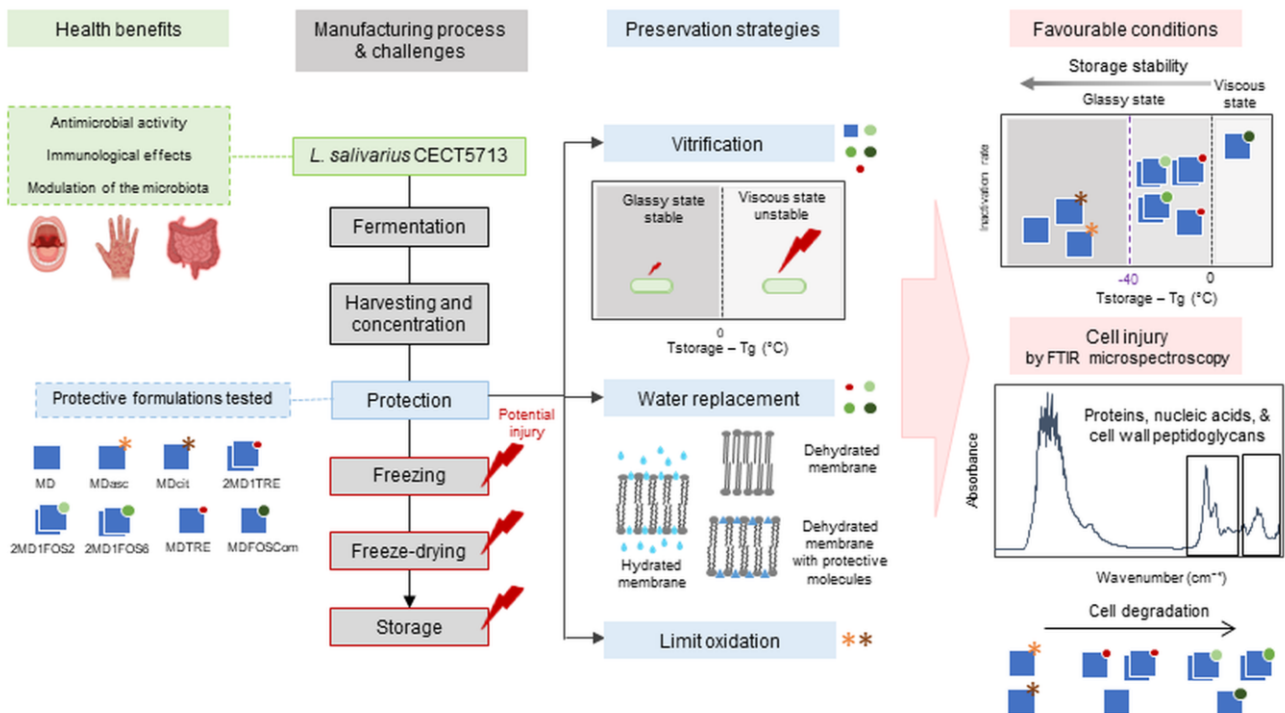 Health benefits
Antimicrobial activity
Immunological effects
Modulation of the microbiota
Manufacturing process
& challenges
L. salivarius CECT5713
Fermentation
Harvesting and
concentration
Protective formulations tested
Protection
Potential
injury
Freezing
Freeze-drying
Storage
MD
MDasc
MDcit
2MD1TRE
2MD1FOS2
2MD1FOS6
MDTRE
MDFOSCom
Preservation strategies
Vitrification
Glassy state
stable
Viscous state
unstable
0
Tstorage – Tg (°C)
Water replacement
Hydrated
membrane
Dehydrated
membrane
Dehydrated
membrane
with protective
molecules
Limit oxidation
Favourable conditions
Storage stability
Glassy state
Viscous
state
Inactivation rate
-40
0
Tstorage – Tg (°C)
Cell injury
by FTIR microspectroscopy
Proteins, nucleic acids, &
cell wall peptidoglycans
Absorbance
Wavenumber (cm⁻¹)
Cell degradation